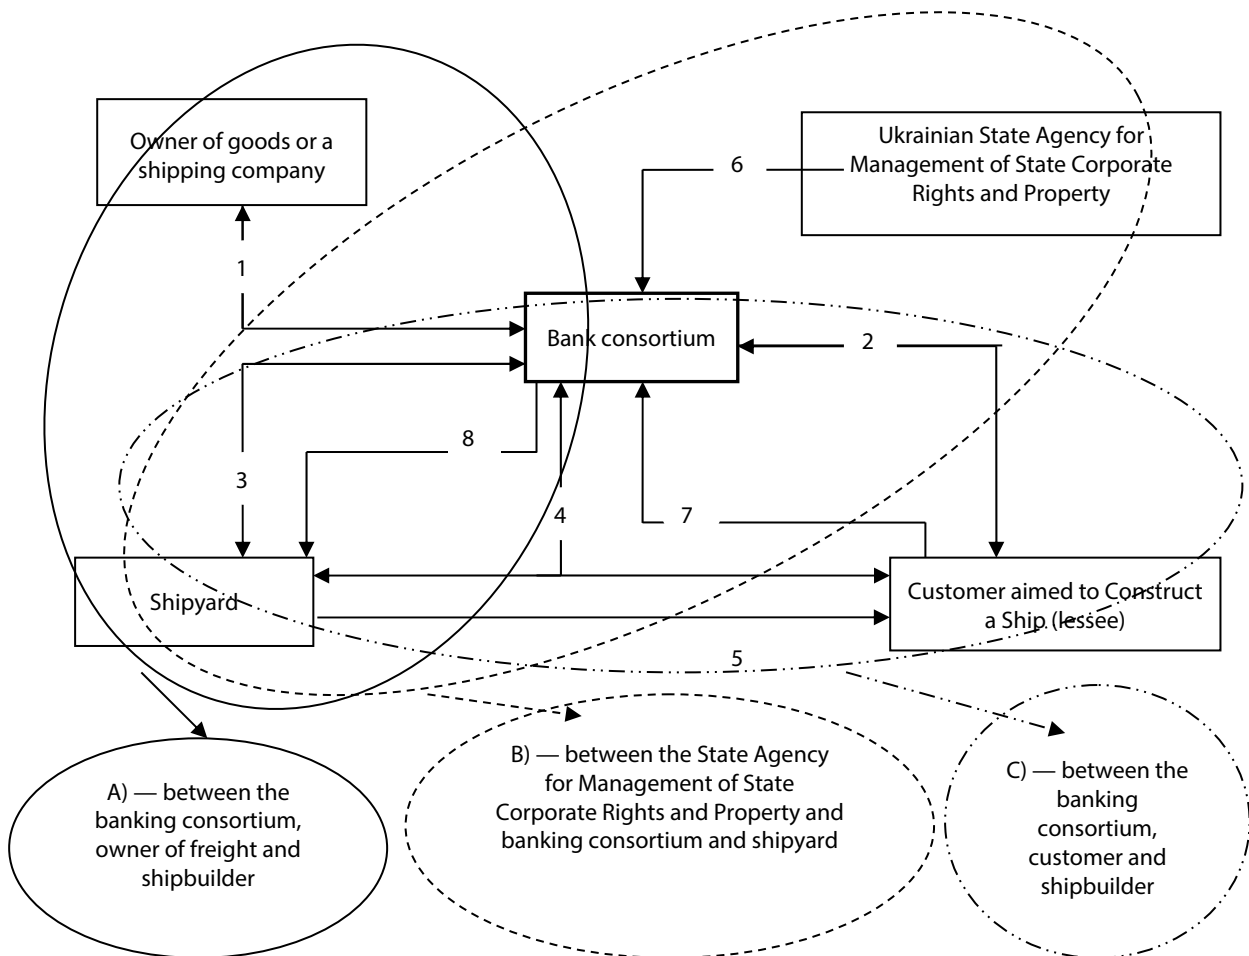 Owner of goods or a
shipping company
Ukrainian State Agency for
Management of State Corporate
Rights and Property
6
1
Bank consortium
2
8
3
4
7
Shipyard
Customer aimed to Construct
a Ship (lessee)
5
A) — between the
banking consortium,
owner of freight and
shipbuilder
B) — between the State Agency
for Management of State
Corporate Rights and Property and
banking consortium and shipyard
C) — between the
banking
consortium,
customer and
shipbuilder